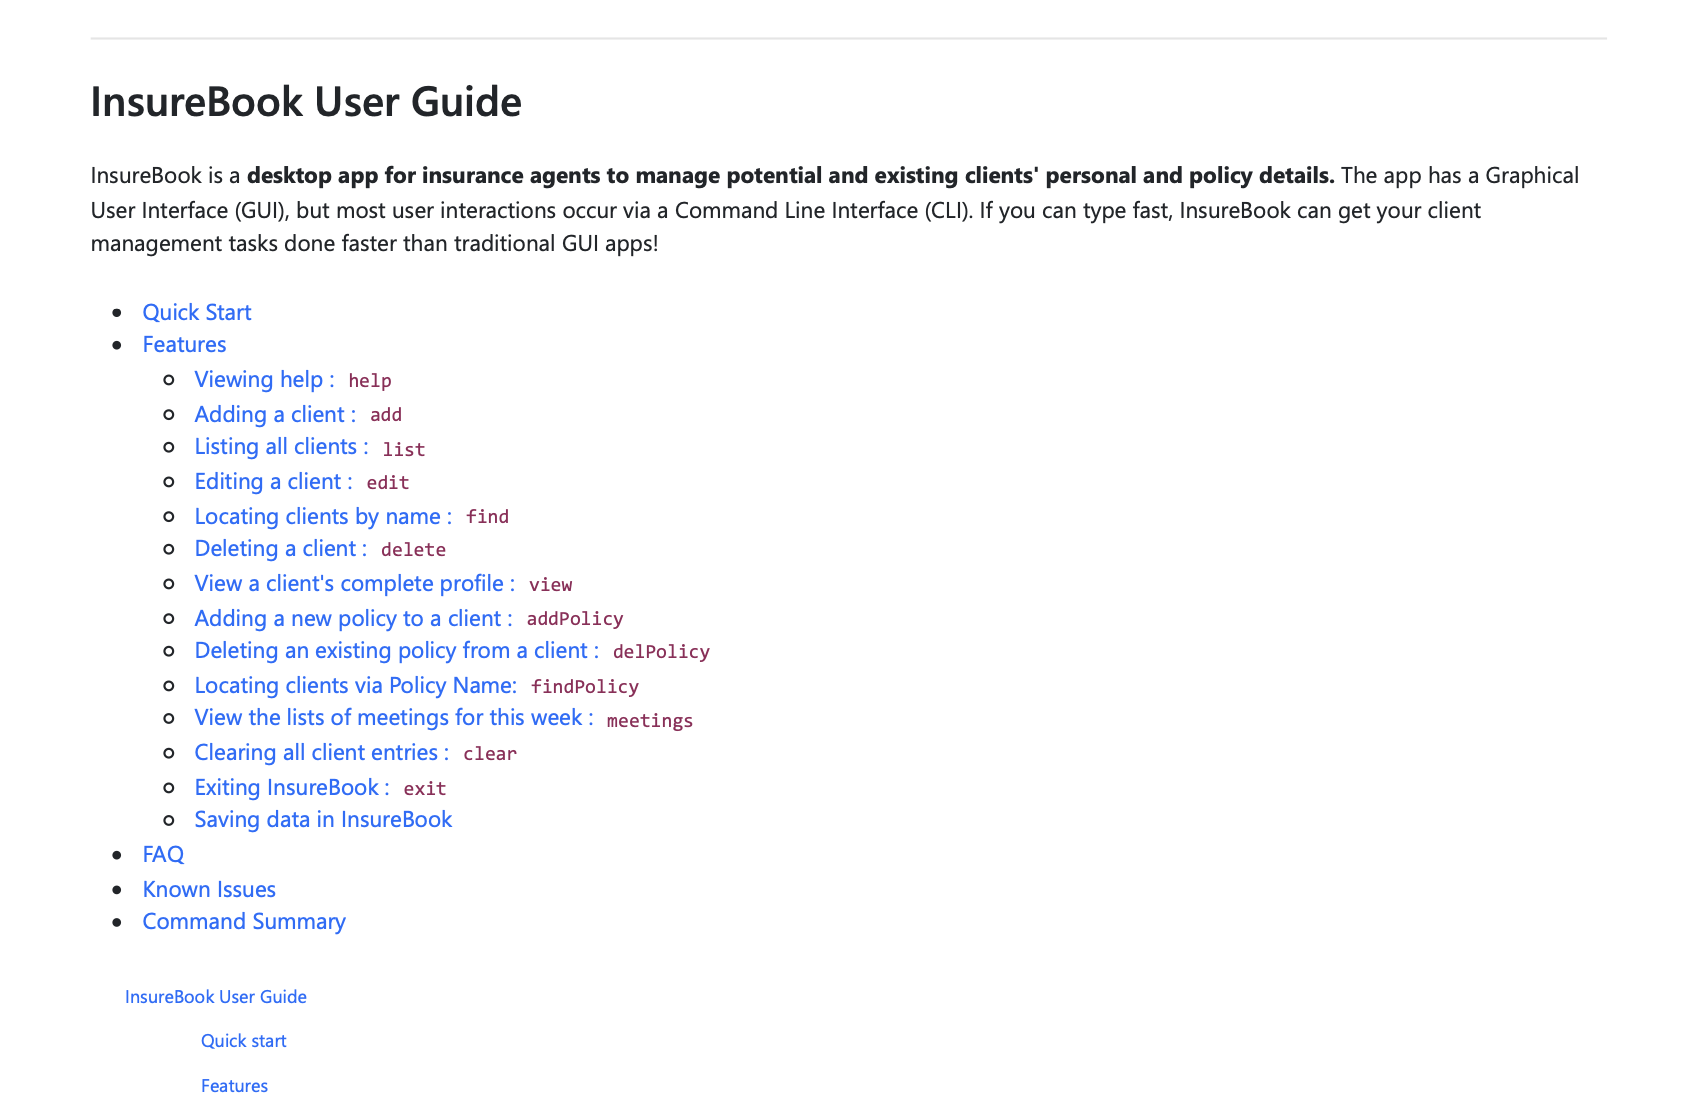 InsureBook User Guide
InsureBook is a desktop app for insurance agents to manage potential and existing clients' personal and policy details. The app has a Graphical
User Interface (GUI), but most user interactions occur via a Command Line Interface (CLI). If you can type fast, InsureBook can get your client
management tasks done faster than traditional GUI apps!
Quick Start
Features
Viewing help : help
Adding a client : add
Listing all clients : list
Editing a client : edit
Locating clients by name : find
Deleting a client : delete
View a client's complete profile : view
Adding a new policy to a client : addPolicy
Deleting an existing policy from a client : delPolicy
Locating clients via Policy Name: findPolicy
View the lists of meetings for this week : meetings
Clearing all client entries : clear
Exiting InsureBook : exit
Saving data in InsureBook
FAQ
Known Issues
Command Summary
InsureBook User Guide
Quick start
Features